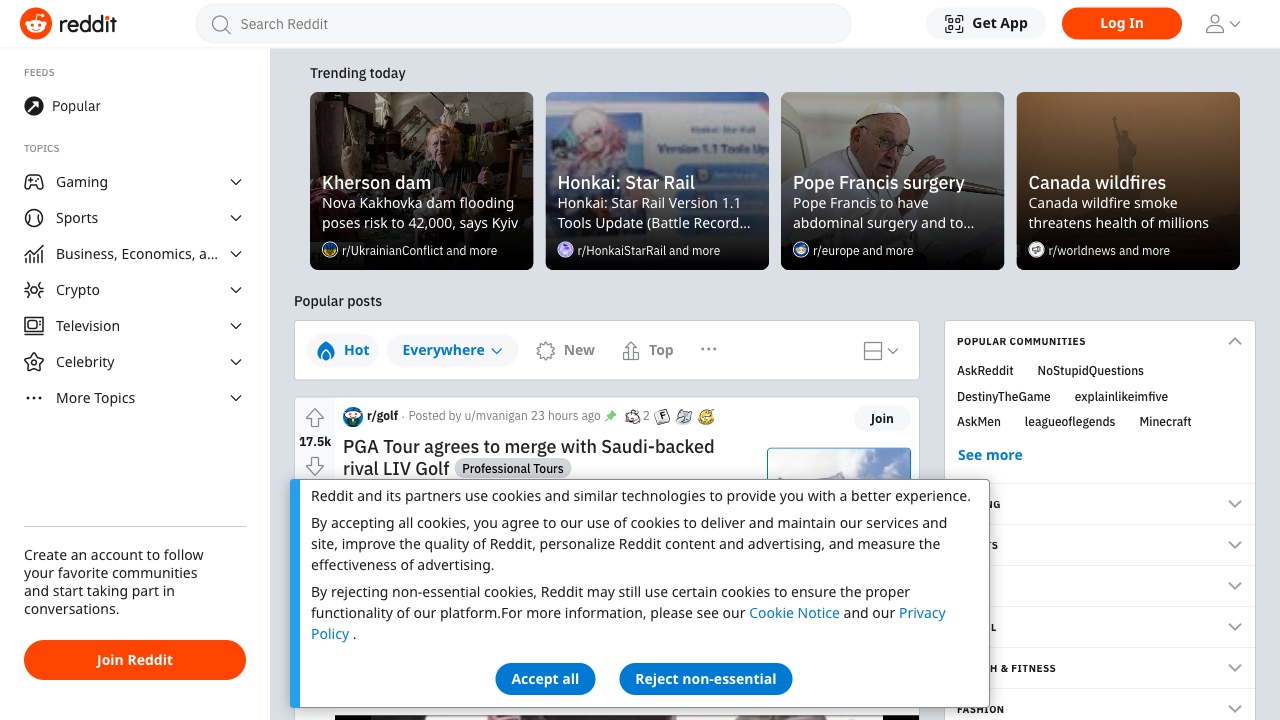 reddit
Search Reddit
Get App
Log In
FEEDS
Popular
TOPICS
Gaming
Sports
Business, Economics, a...
Crypto
Television
Celebrity
More Topics
Create an account to follow
your favorite communities
and start taking part in
conversations.
Join Reddit
Trending today
Kherson dam
Nova Kakhovka dam flooding
poses risk to 42,000, says Kyiv
r/UkrainianConflict and more
Honkai: Star Rail
Version 1.1 Tools Up
Honkai: Star Rail
Honkai: Star Rail Version 1.1
Tools Update (Battle Record...
r/HonkaiStarRail and more
Pope Francis surgery
Pope Francis to have
abdominal surgery and to...
r/europe and more
Canada wildfires
Canada wildfire smoke
threatens health of millions
r/worldnews and more
Popular posts
Hot
Everywhere
New
Top
17.5k
r/golf · Posted by u/mvanigan 23 hours ago
2
Join
PGA Tour agrees to merge with Saudi-backed
rival LIV Golf Professional Tours
POPULAR COMMUNITIES
AskReddit NoStupidQuestions
DestinyTheGame explainlikeimfive
AskMen leagueoflegends Minecraft
See more
NG
TS
L
H & FITNESS
FASHION
Reddit and its partners use cookies and similar technologies to provide you with a better experience.
By accepting all cookies, you agree to our use of cookies to deliver and maintain our services and
site, improve the quality of Reddit, personalize Reddit content and advertising, and measure the
effectiveness of advertising.
By rejecting non-essential cookies, Reddit may still use certain cookies to ensure the proper
functionality of our platform.For more information, please see our Cookie Notice and our Privacy
Policy .
Accept all
Reject non-essential